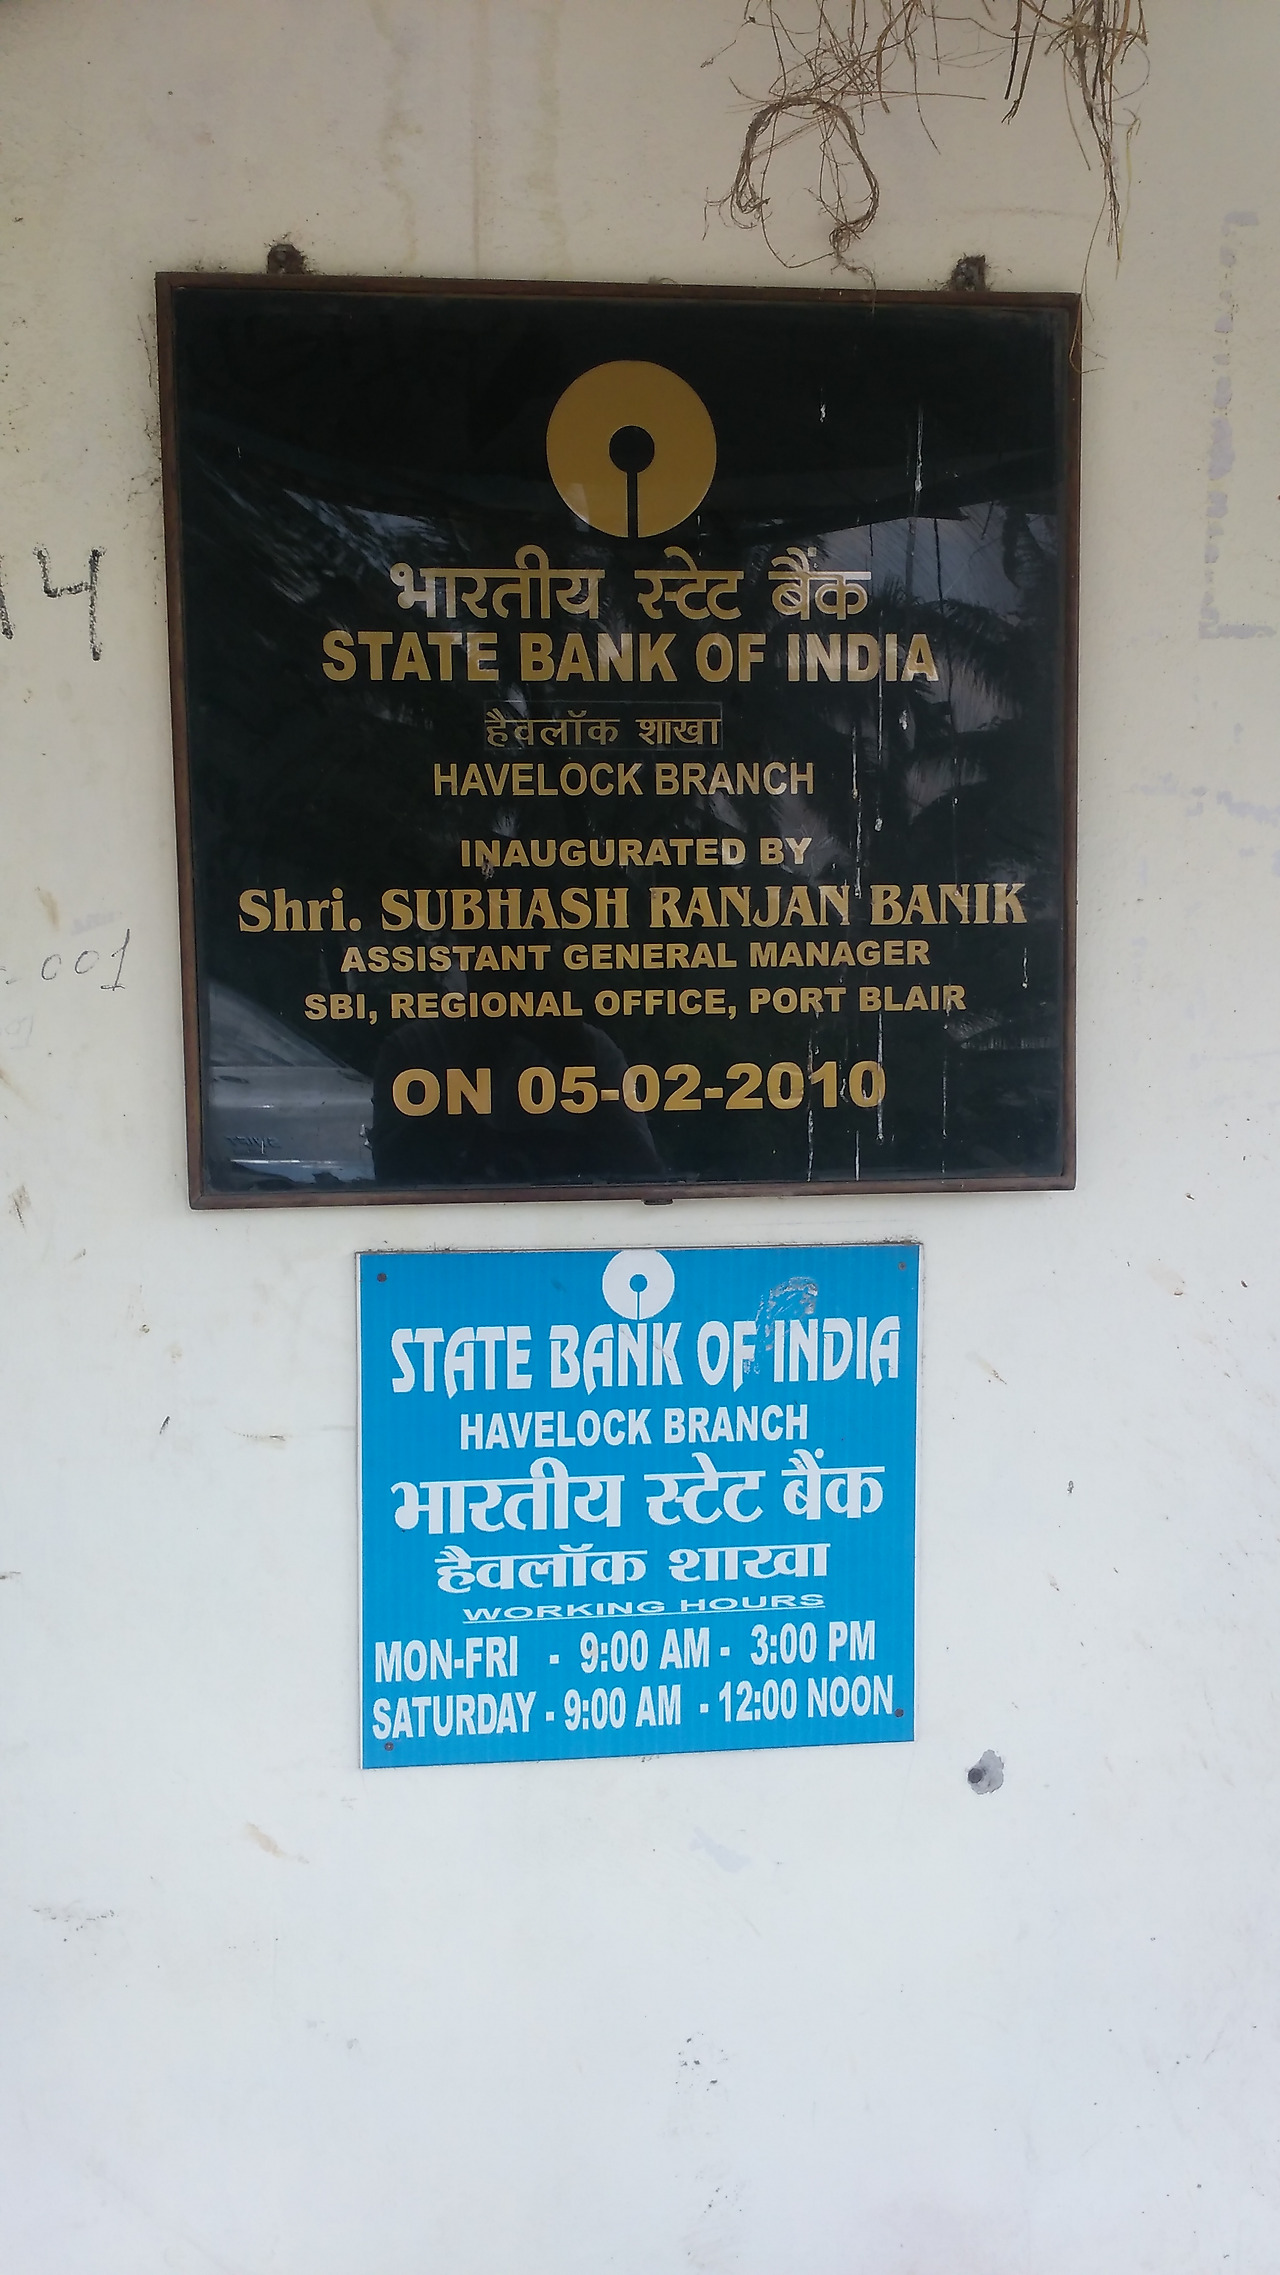 भारतीय स्टेट बैंक
STATE BANK OF INDIA
हैवलॉक शाखा
HAVELOCK BRANCH
INAUGURATED BY
Shri. SUBHASH RANJAN BANIK
ASSISTANT GENERAL MANAGER
SBI, REGIONAL OFFICE, PORT BLAIR
ON 05-02-2010
STATE BANK OF INDIA
HAVELOCK BRANCH
भारतीय स्टेट बैंक
हैवलॉक शाखा
WORKING HOURS
MON-FRI - 9:00 AM - 3:00 PM
SATURDAY - 9:00 AM - 12:00 NOON
14
001